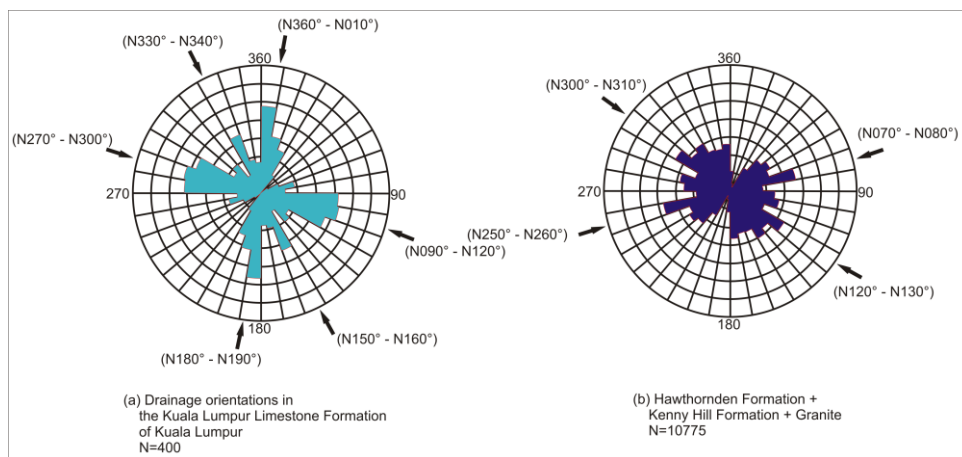 (N360° - N010°)
(N330° - N340°)
360
(N270° - N300°)
270
90
(N090° - N120°)
(N150° - N160°)
180
(N180° - N190°)
(a) Drainage orientations in
the Kuala Lumpur Limestone Formation
of Kuala Lumpur
N=400
360
(N300° - N310°)
(N070° - N080°)
270
90
(N250° - N260°)
(N120° - N130°)
180
(b) Hawthornden Formation +
Kenny Hill Formation + Granite
N=10775